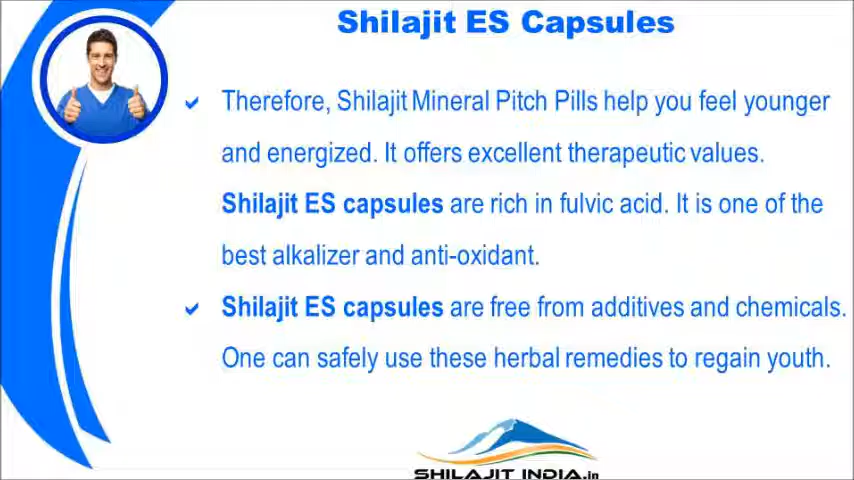 Shilajit ES Capsules
Therefore, Shilajit Mineral Pitch Pills help you feel younger
and energized. It offers excellent therapeutic values.
Shilajit ES capsules are rich in fulvic acid. It is one of the
best alkalizer and anti-oxidant.
Shilajit ES capsules are free from additives and chemicals.
One can safely use these herbal remedies to regain youth.
SHILAJIT INDIA.in